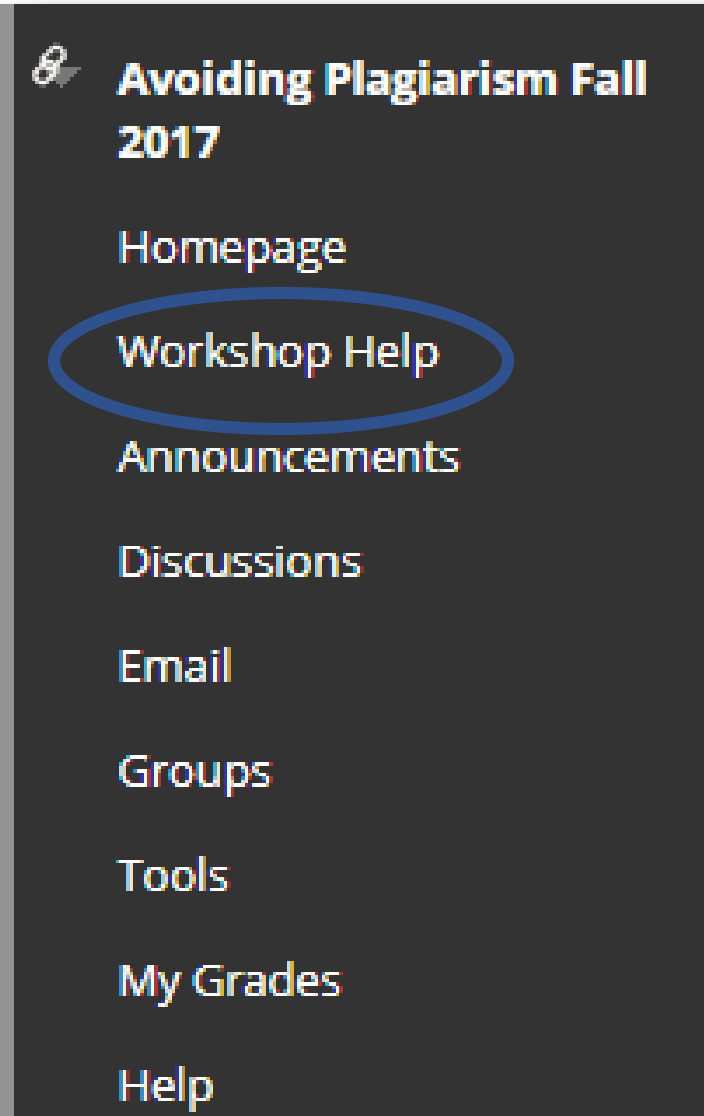 Avoiding Plagiarism Fall
2017
Homepage
Workshop Help
Announcements
Discussions
Email
Groups
Tools
My Grades
Help